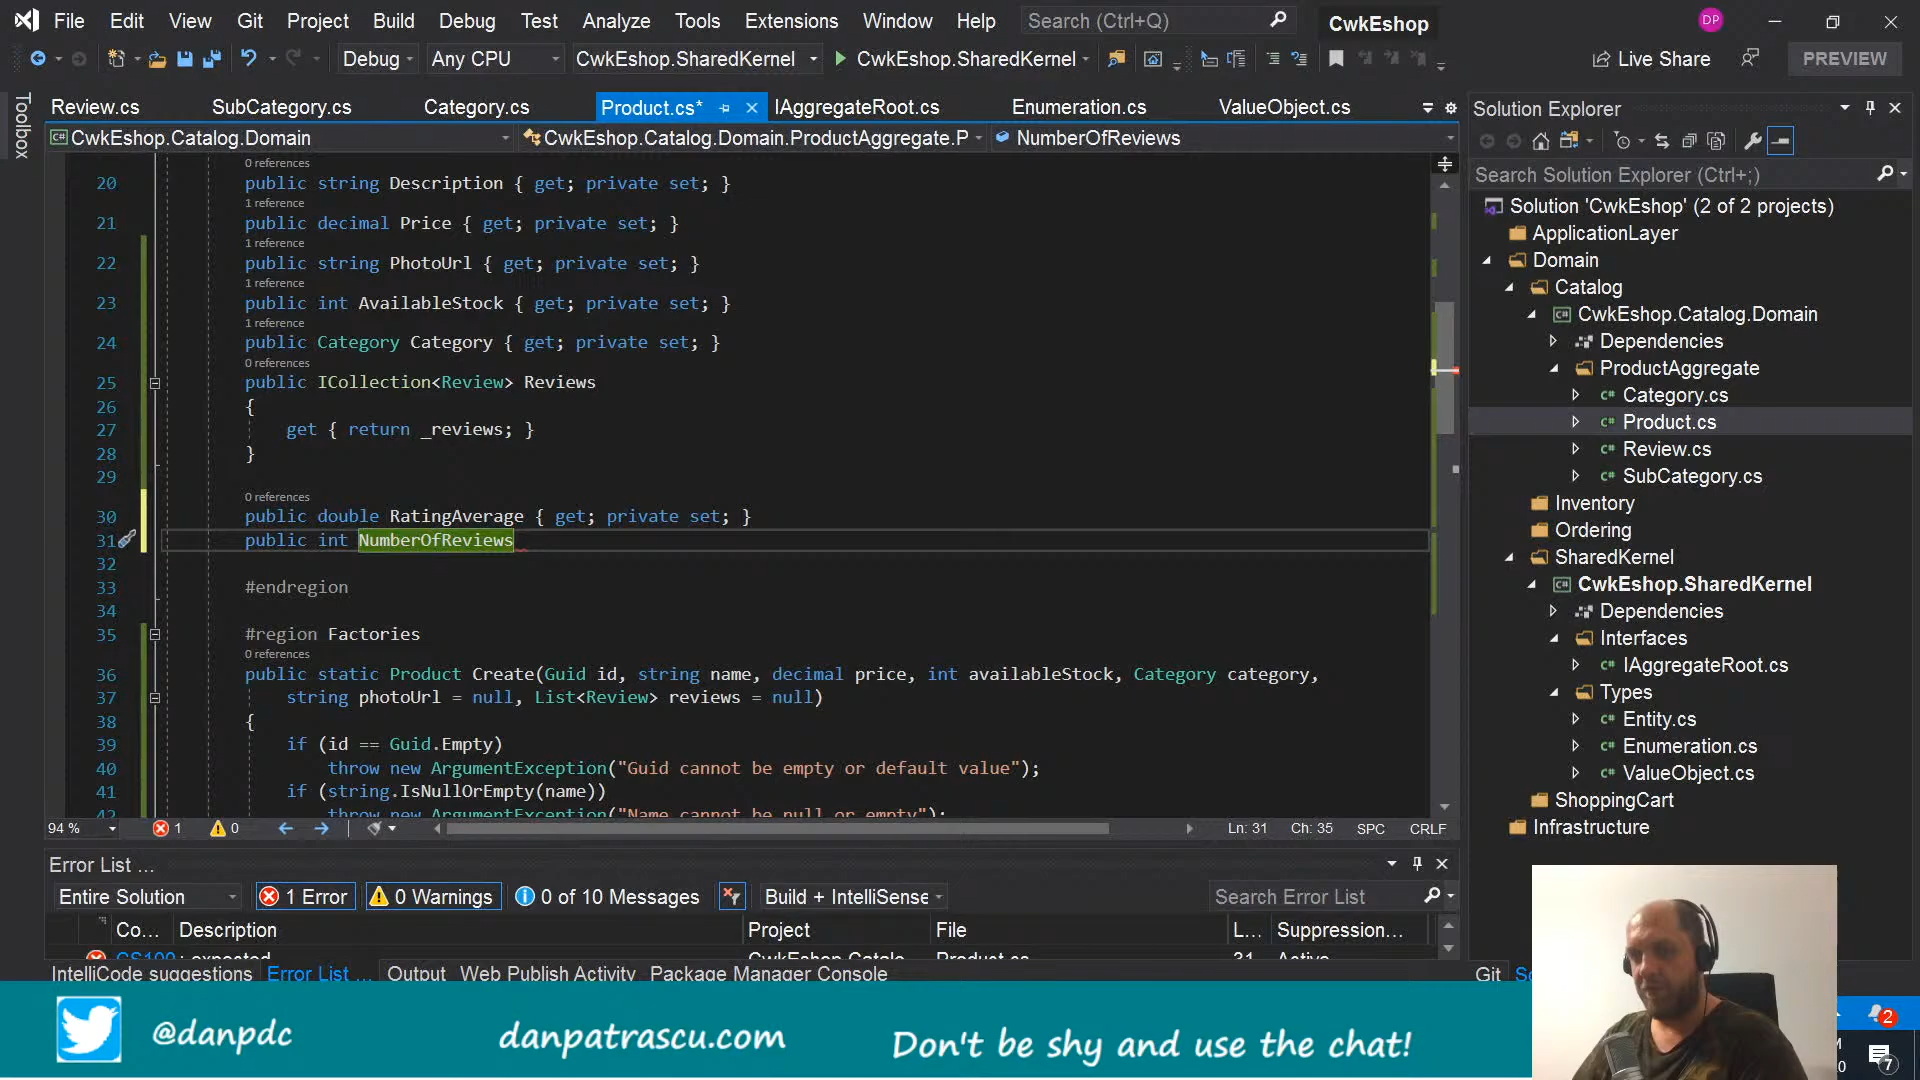 File Edit View Git Project Build Debug Test Analyze Tools Extensions Window Help Search (Ctrl+Q) CwkEshop DP
Debug Any CPU CwkEshop.SharedKernel CwkEshop.SharedKernel Live Share PREVIEW
Toolbox
Review.cs SubCategory.cs Category.cs Product.cs* IAggregateRoot.cs Enumeration.cs ValueObject.cs
CwkEshop.Catalog.Domain CwkEshop.Catalog.Domain.ProductAggregate.P NumberOfReviews
0 references
20 public string Description { get; private set; }
1 reference
21 public decimal Price { get; private set; }
1 reference
22 public string PhotoUrl { get; private set; }
1 reference
23 public int AvailableStock { get; private set; }
1 reference
24 public Category Category { get; private set; }
0 references
25 public ICollection<Review> Reviews
26 {
27 get { return _reviews; }
28 }
29
0 references
30 public double RatingAverage { get; private set; }
31 public int NumberOfReviews
32
33 #endregion
34
35 #region Factories
0 references
36 public static Product Create(Guid id, string name, decimal price, int availableStock, Category category,
37 string photoUrl = null, List<Review> reviews = null)
38 {
39 if (id == Guid.Empty)
40 throw new ArgumentException("Guid cannot be empty or default value");
41 if (string.IsNullOrEmpty(name))
42 throw new ArgumentException("Name cannot be null or empty");
94 % 1 0 Ln: 31 Ch: 35 SPC CRLF
Solution Explorer
Search Solution Explorer (Ctrl+;)
Solution 'CwkEshop' (2 of 2 projects)
ApplicationLayer
Domain
Catalog
CwkEshop.Catalog.Domain
Dependencies
ProductAggregate
Category.cs
Product.cs
Review.cs
SubCategory.cs
Inventory
Ordering
SharedKernel
CwkEshop.SharedKernel
Dependencies
Interfaces
IAggregateRoot.cs
Types
Entity.cs
Enumeration.cs
ValueObject.cs
ShoppingCart
Infrastructure
Error List ...
Entire Solution 1 Error 0 Warnings 0 of 10 Messages Build + IntelliSense Search Error List
Co... Description Project File L... Suppression...
; expected Product.cs 31 Active
IntelliCode suggestions Error List ... Output Web Publish Activity Package Manager Console Git
@danpdc danpatrascu.com Don't be shy and use the chat!
2
7